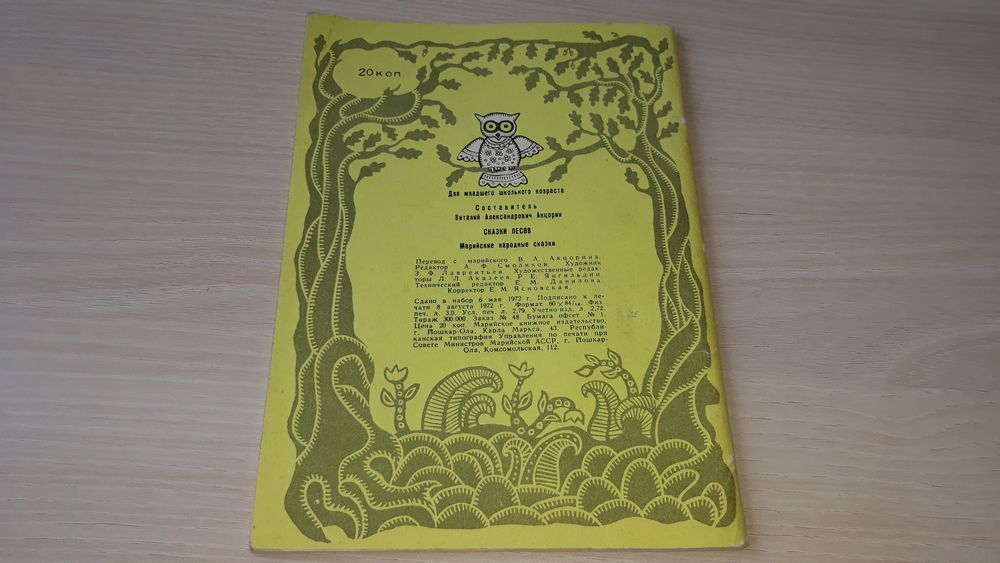 20 коп
Для младшего школьного возраста
Составитель
Виталий Александрович Акцорин
СКАЗКИ ЛЕСОВ
Марийские народные сказки
Перевод с марийского В. А. Акцорина.
Редактор А. Ф. Смоликов. Художник
З. Ф. Лаврентьев. Художественные редак-
торы Л. Л. Аказеев, Р. Е. Янгильдин.
Технический редактор Е. М. Данилова.
Корректор Е. М. Ясновская.
Сдано в набор 6 мая 1972 г. Подписано к пе-
чати 8 августа 1972 г. Формат 60×84/16. Физ.
печ. л. 3,0. Усл. печ. л. 2,79. Учетно-изд. л. 2,72.
Тираж 300.000. Заказ № 48. Бумага офсет. № 1.
Цена 20 коп. Марийское книжное издательство,
г. Йошкар-Ола, Карла Маркса, 43. Республи-
канская типография Управления по печати при
Совете Министров Марийской АССР, г. Йошкар-
Ола, Комсомольская, 112.